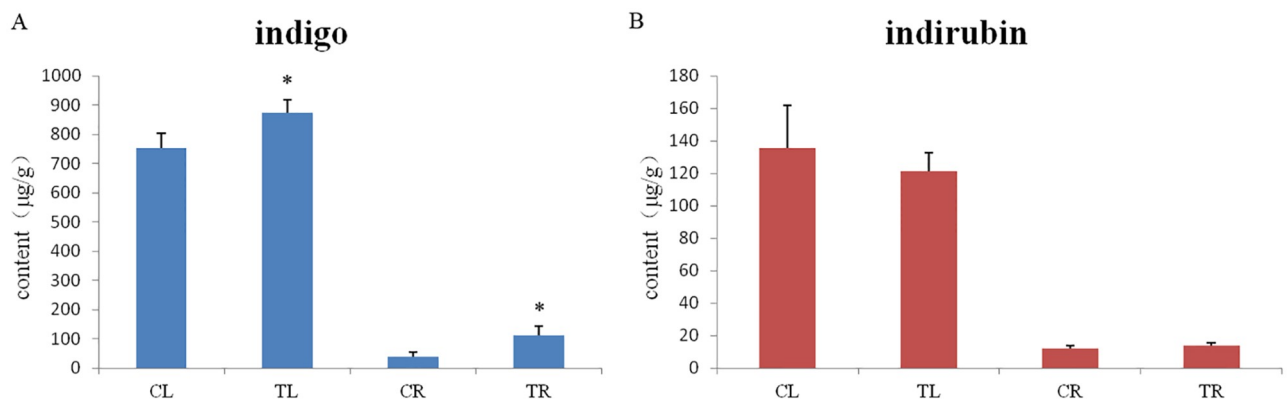 A
indigo
content（μg/g）
1000
900
800
700
600
500
400
300
200
100
0
*
*
CL
TL
CR
TR
B
indirubin
content（μg/g）
180
160
140
120
100
80
60
40
20
0
CL
TL
CR
TR